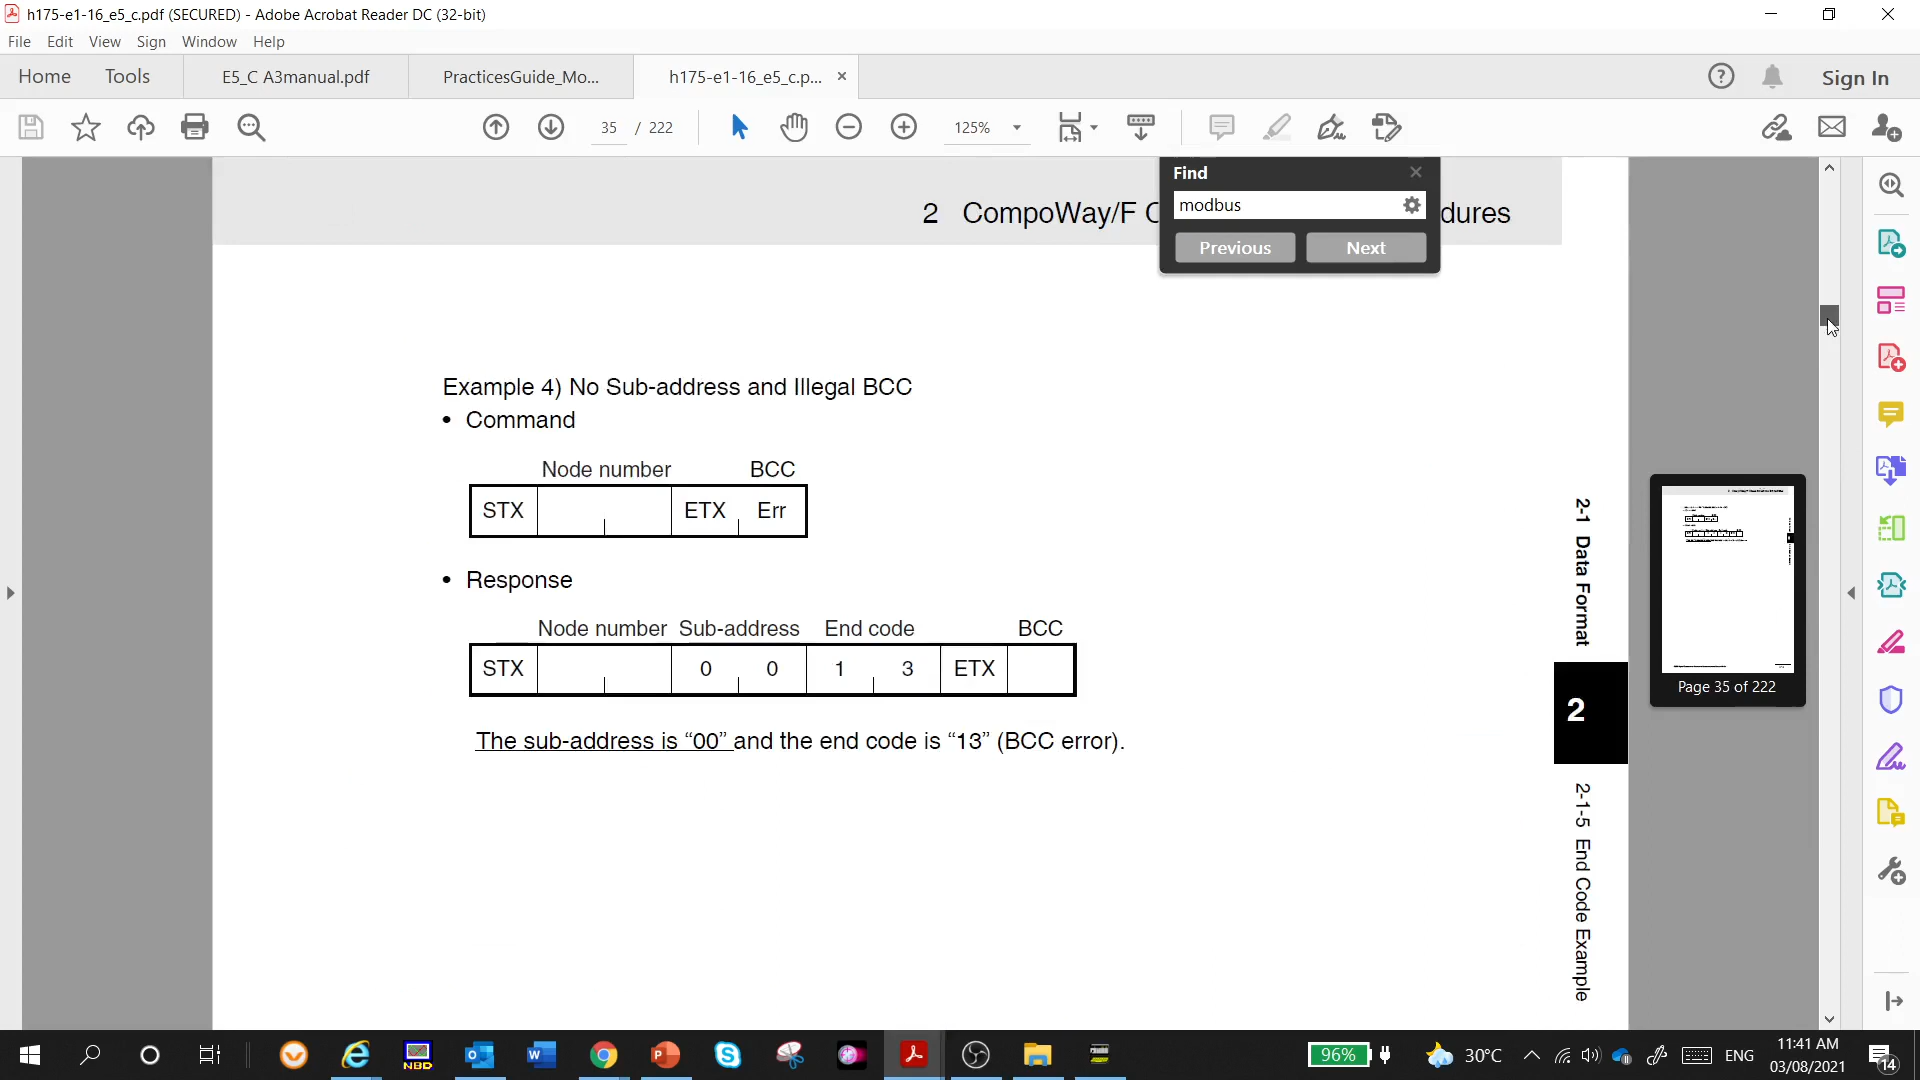 h175-e1-16_e5_c.pdf (SECURED) - Adobe Acrobat Reader DC (32-bit)
File Edit View Sign Window Help
Home Tools E5_C A3manual.pdf PracticesGuide_Mo... h175-e1-16_e5_c.p... ×
Sign In
35 / 222 125%
Find
modbus
Previous Next
2 CompoWay/F C dures
Example 4) No Sub-address and Illegal BCC
• Command
Node number BCC
STX ETX Err
• Response
Node number Sub-address End code BCC
STX 0 0 1 3 ETX
The sub-address is “00” and the end code is “13” (BCC error).
2-1 Data Format
2
2-1-5 End Code Example
Page 35 of 222
NBD
96% 30°C ENG
11:41 AM
03/08/2021
14